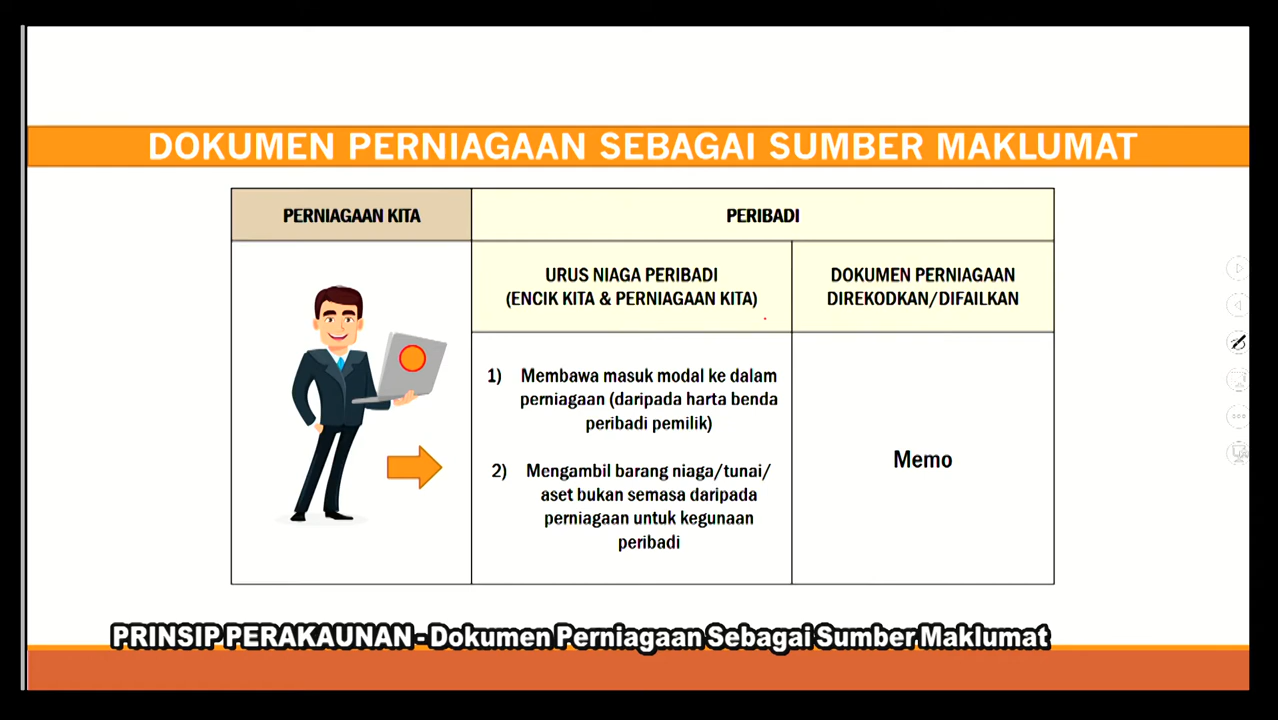 DOKUMEN PERNIAGAAN SEBAGAI SUMBER MAKLUMAT
PERNIAGAAN KITA
PERIBADI
URUS NIAGA PERIBADI
(ENCIK KITA & PERNIAGAAN KITA)
DOKUMEN PERNIAGAAN
DIREKODKAN/DIFAILKAN
1) Membawa masuk modal ke dalam
perniagaan (daripada harta benda
peribadi pemilik)
2) Mengambil barang niaga/tunai/
aset bukan semasa daripada
perniagaan untuk kegunaan
peribadi
Memo
PRINSIP PERAKAUNAN - Dokumen Perniagaan Sebagai Sumber Maklumat